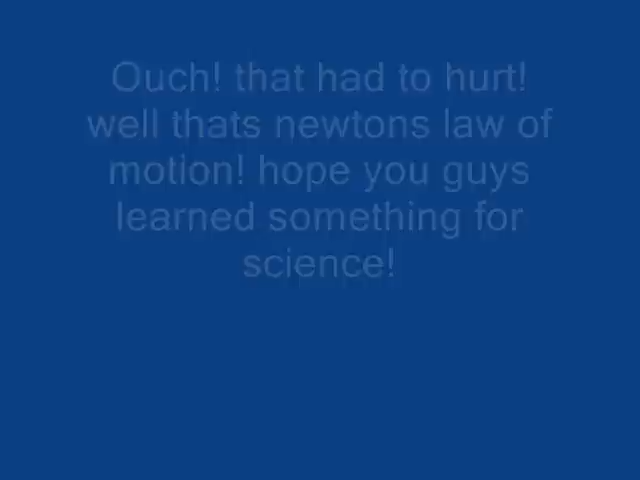 Ouch! that had to hurt!
well thats newtons law of
motion! hope you guys
learned something for
science!